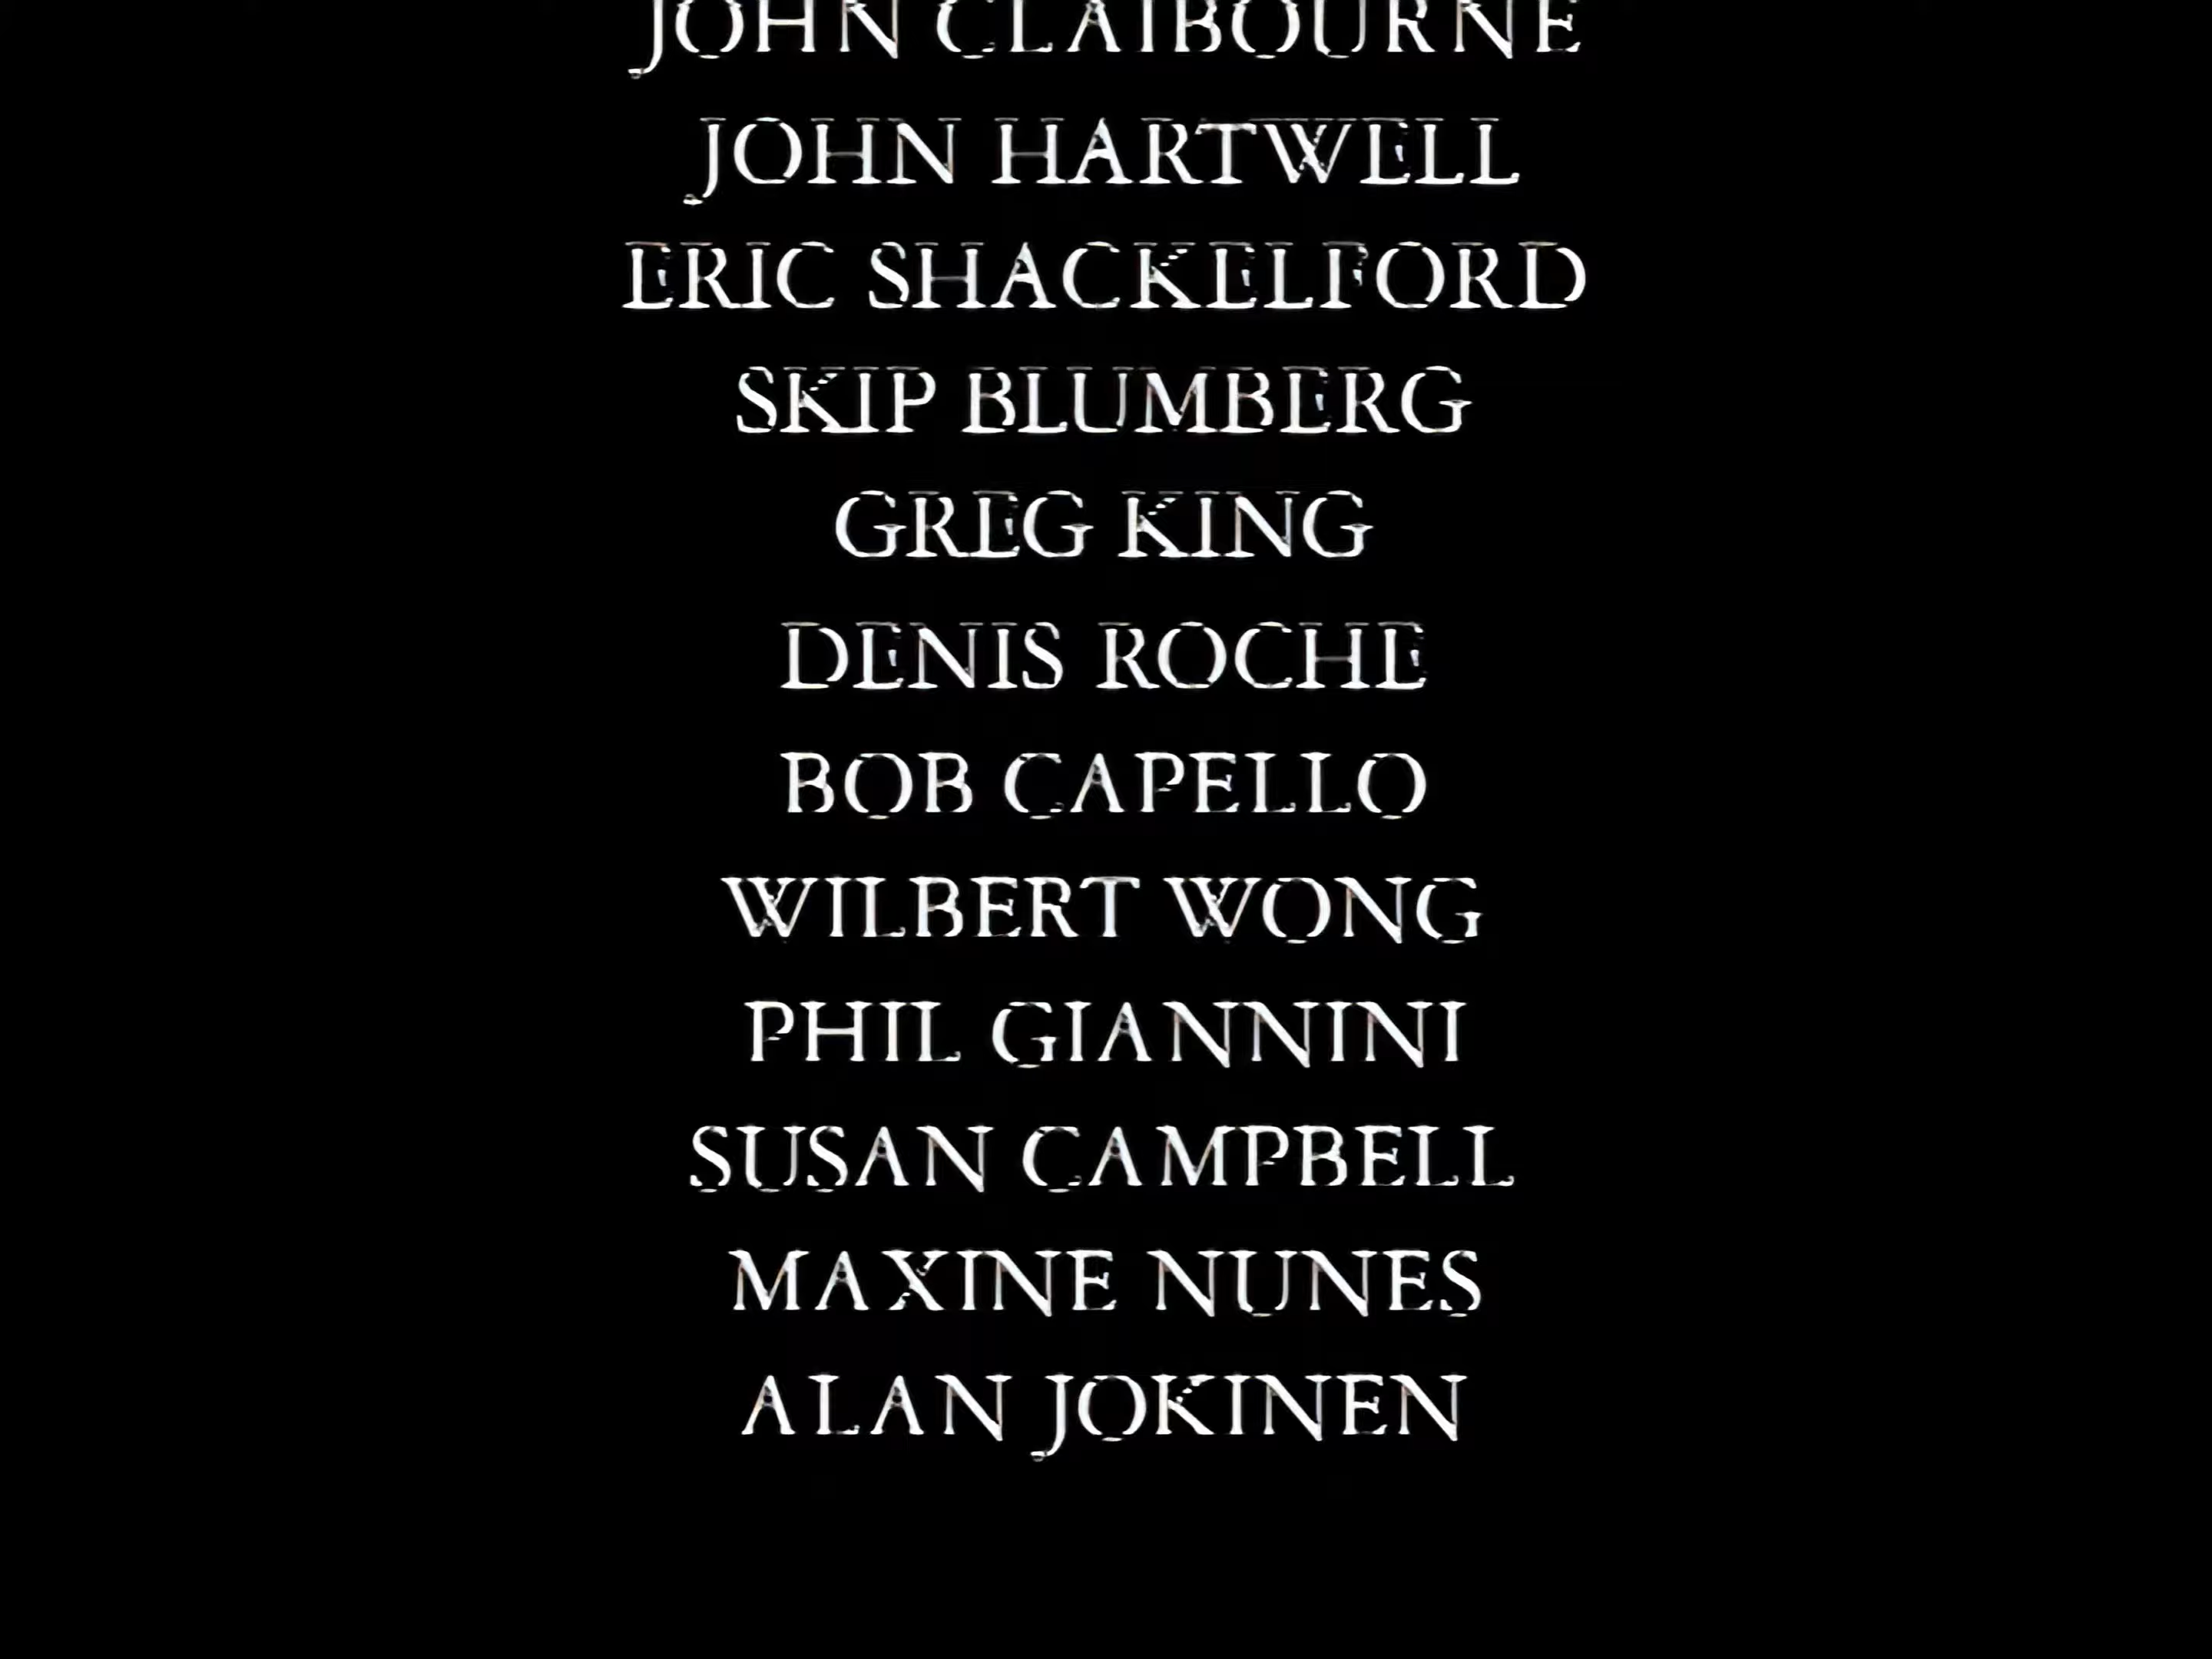 JOHN CLAIBOURNE
JOHN HARTWELL
ERIC SHACKELFORD
SKIP BLUMBERG
GREG KING
DENIS ROCHE
BOB CAPELLO
WILBERT WONG
PHIL GIANNINI
SUSAN CAMPBELL
MAXINE NUNES
ALAN JOKINEN